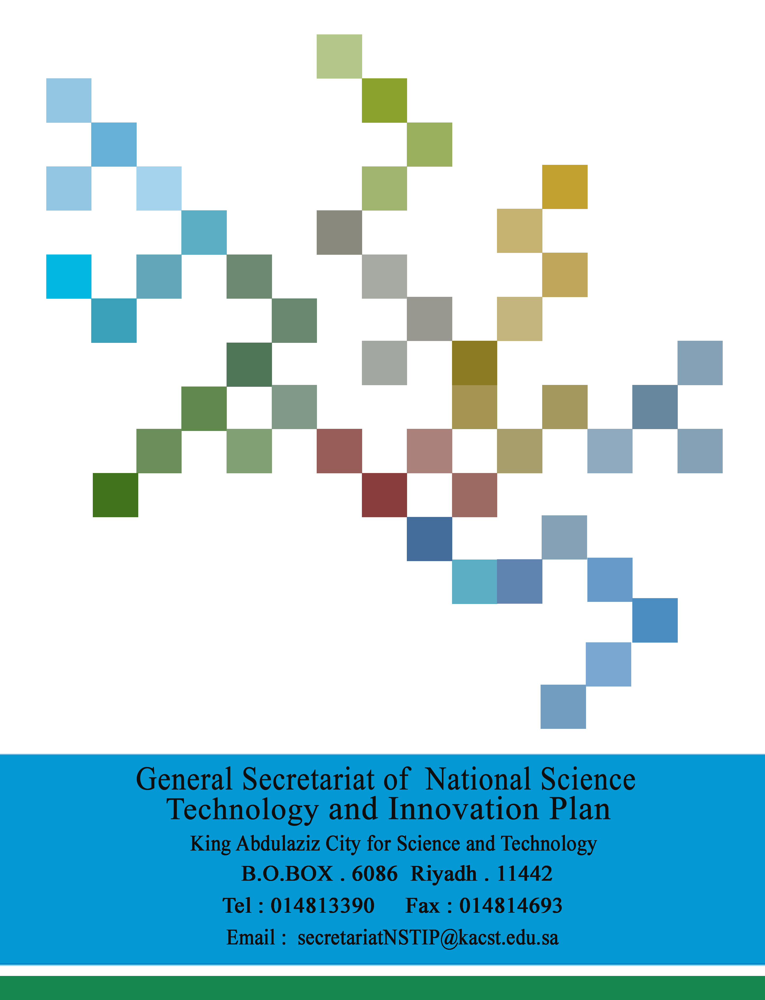 General Secretariat of National Science
Technology and Innovation Plan
King Abdulaziz City for Science and Technology
B.O.BOX . 6086 Riyadh . 11442
Tel : 014813390 Fax : 014814693
Email : secretariatNSTIP@kacst.edu.sa